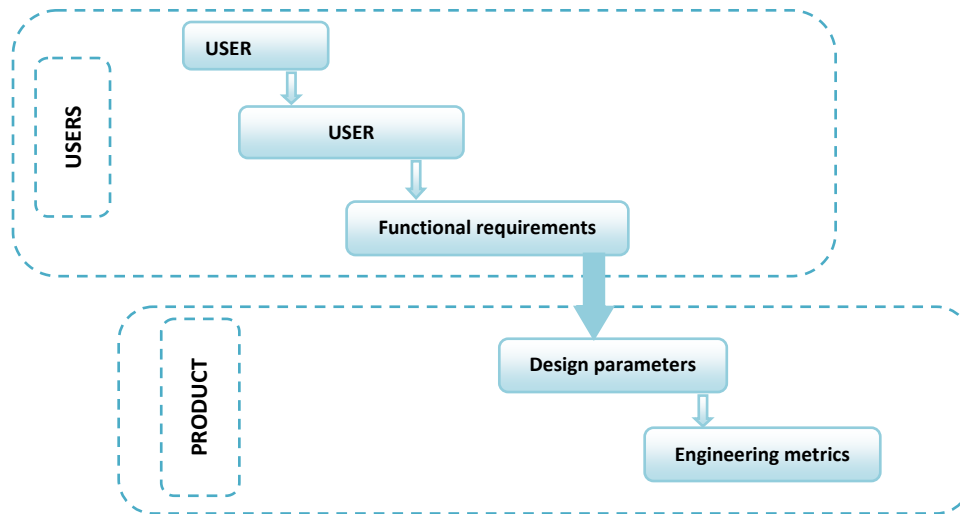 USER
USERS
USER
Functional requirements
Design parameters
PRODUCT
Engineering metrics